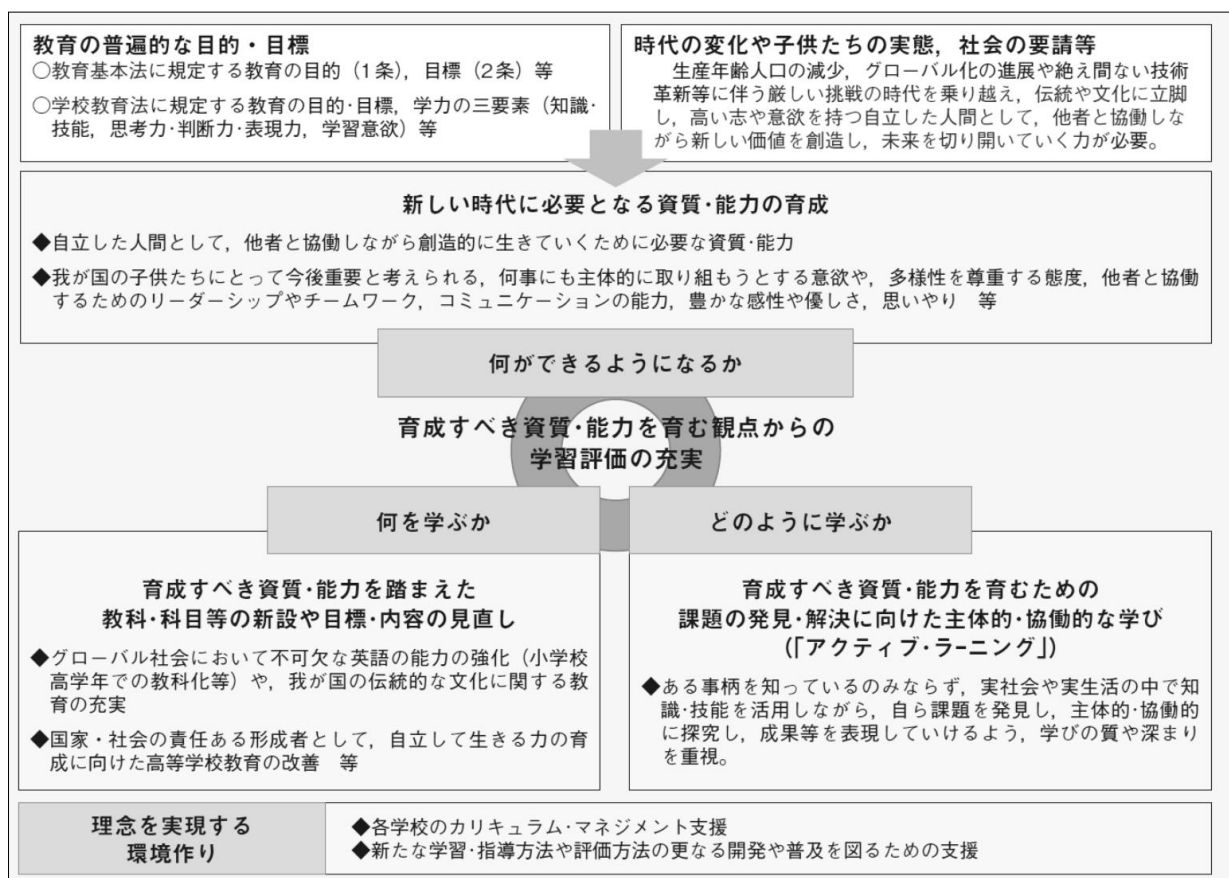 教育の普遍的な目的・目標
○教育基本法に規定する教育の目的（1条），目標（2条）等
○学校教育法に規定する教育の目的･目標，学力の三要素（知識･
技能，思考力･判断力･表現力，学習意欲）等
時代の変化や子供たちの実態，社会の要請等
生産年齢人口の減少，グローバル化の進展や絶え間ない技術
革新等に伴う厳しい挑戦の時代を乗り越え，伝統や文化に立脚
し，高い志や意欲を持つ自立した人間として，他者と協働しな
がら新しい価値を創造し，未来を切り開いていく力が必要。
新しい時代に必要となる資質･能力の育成
◆自立した人間として，他者と協働しながら創造的に生きていくために必要な資質･能力
◆我が国の子供たちにとって今後重要と考えられる，何事にも主体的に取り組もうとする意欲や，多様性を尊重する態度，他者と協働
するためのリーダーシップやチームワーク，コミュニケーションの能力，豊かな感性や優しさ，思いやり　等
何ができるようになるか
育成すべき資質･能力を育む観点からの
学習評価の充実
何を学ぶか
育成すべき資質･能力を踏まえた
教科･科目等の新設や目標･内容の見直し
◆グローバル社会において不可欠な英語の能力の強化（小学校
高学年での教科化等）や，我が国の伝統的な文化に関する教
育の充実
◆国家・社会の責任ある形成者として，自立して生きる力の育
成に向けた高等学校教育の改善　等
どのように学ぶか
育成すべき資質･能力を育むための
課題の発見･解決に向けた主体的･協働的な学び
(｢アクティブ･ラーニング｣)
◆ある事柄を知っているのみならず，実社会や実生活の中で知
識･技能を活用しながら，自ら課題を発見し，主体的･協働的
に探究し，成果等を表現していけるよう，学びの質や深まり
を重視。
理念を実現する
環境作り
◆各学校のカリキュラム･マネジメント支援
◆新たな学習･指導方法や評価方法の更なる開発や普及を図るための支援